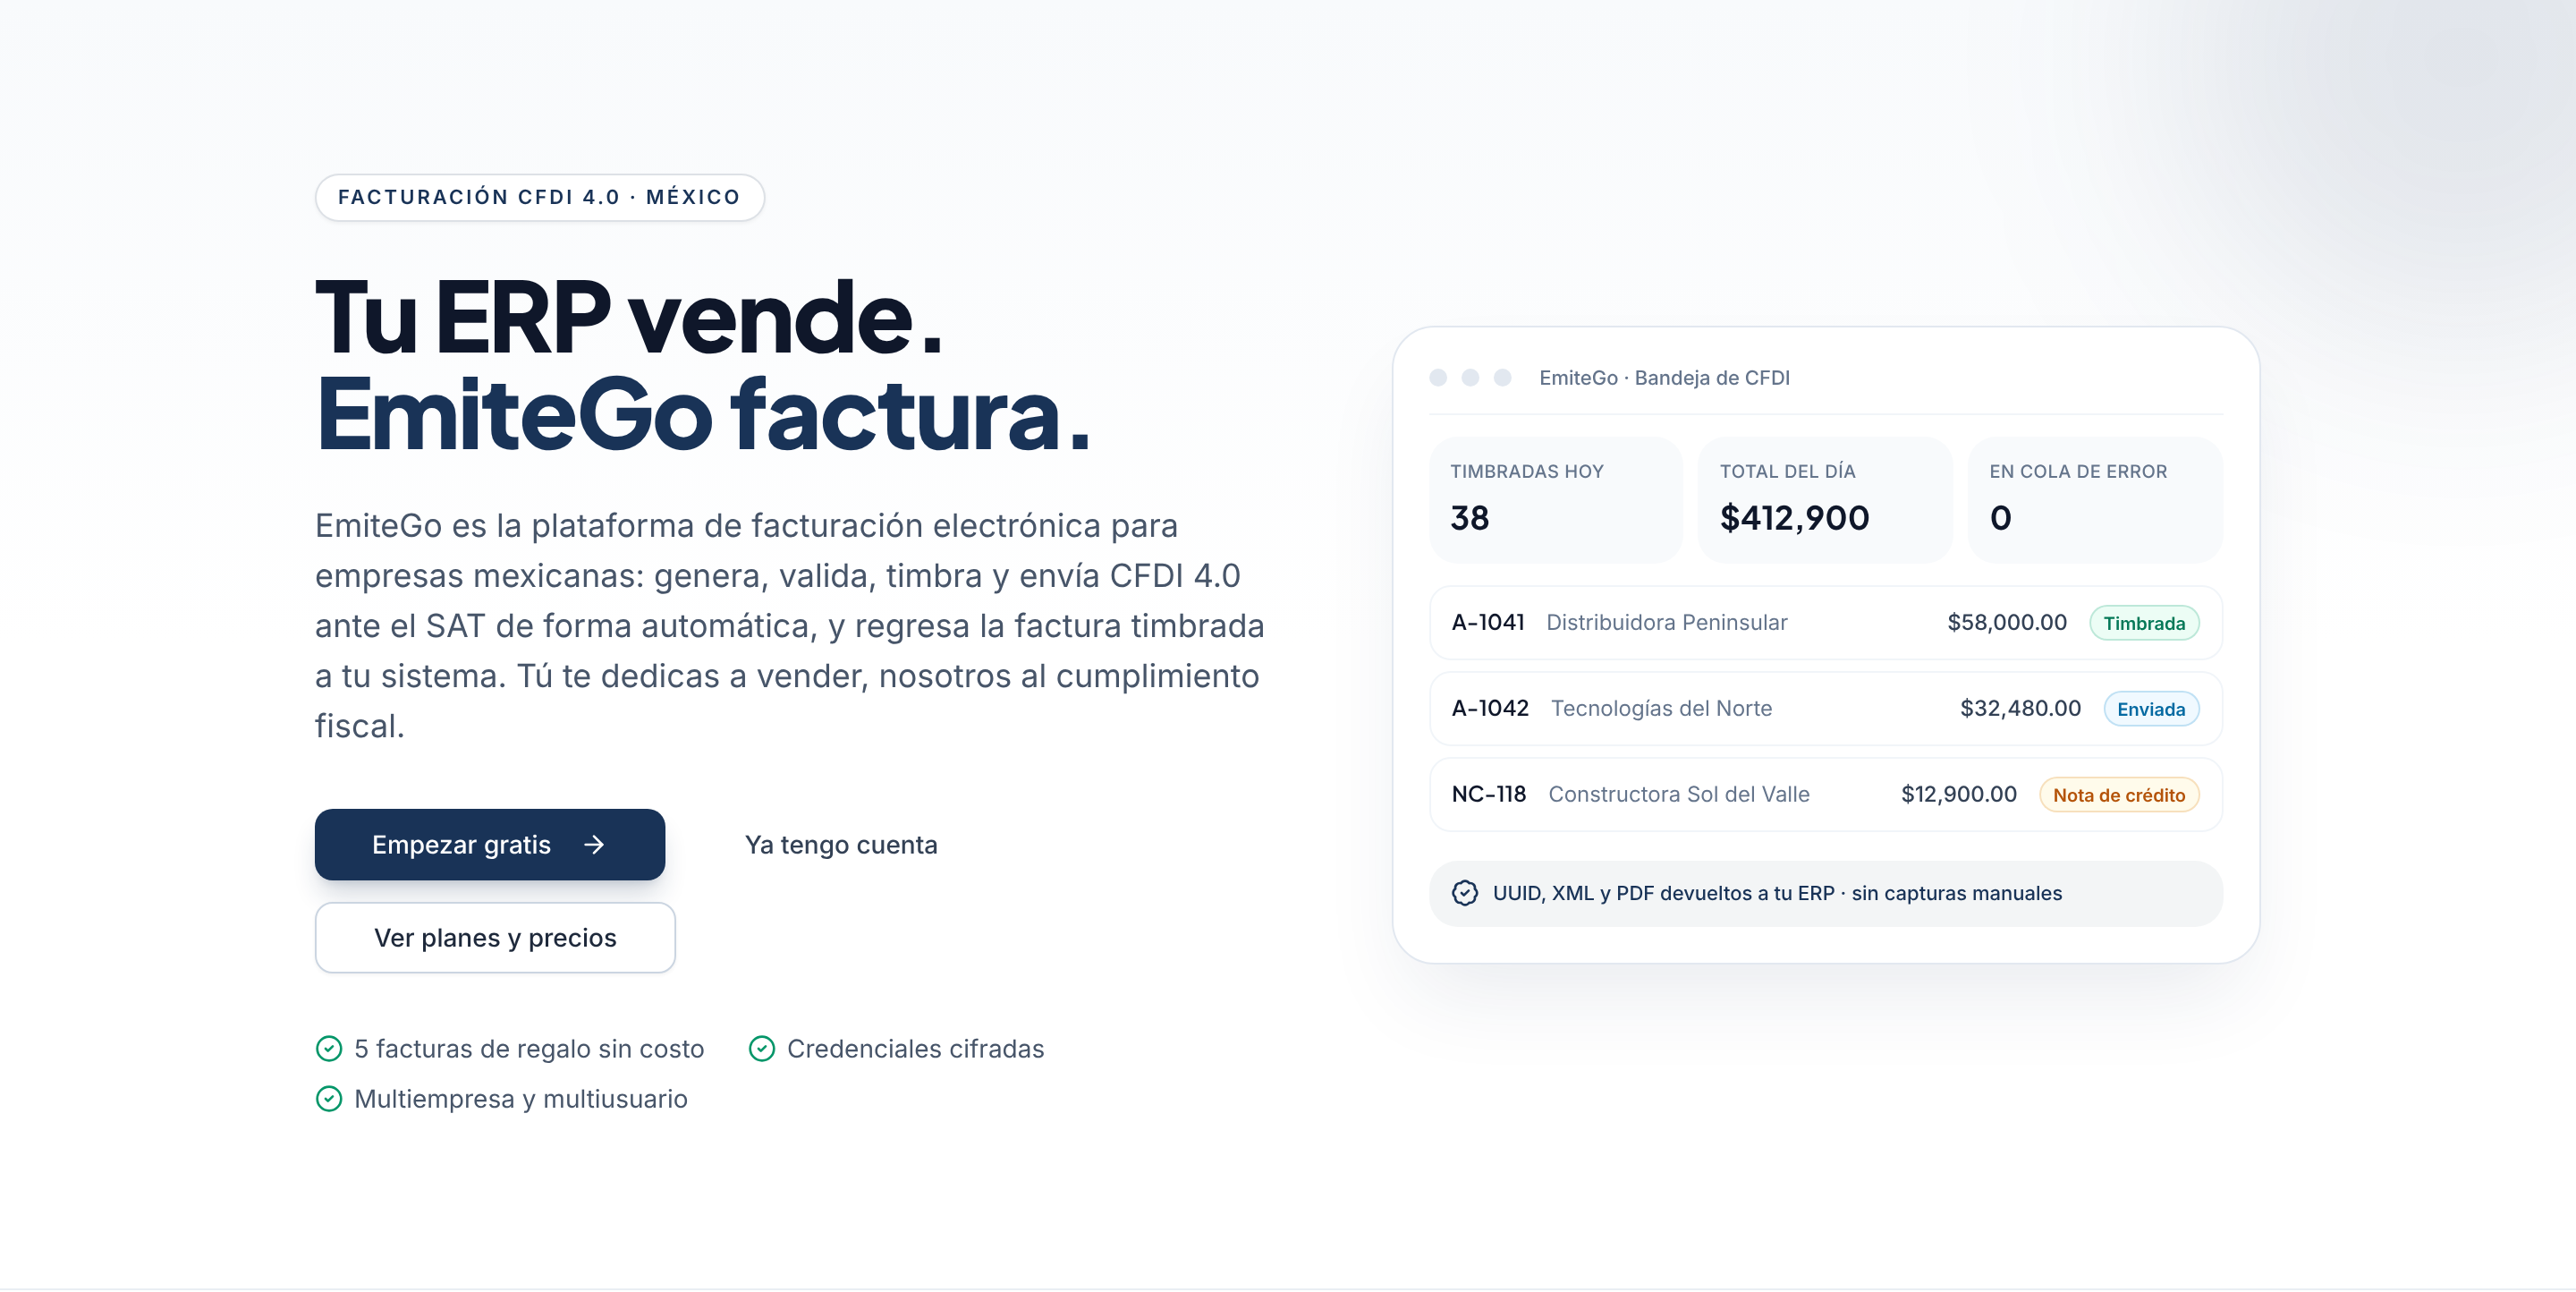 FACTURACIÓN CFDI 4.0 · MÉXICO
Tu ERP vende.
EmiteGo factura.
EmiteGo es la plataforma de facturación electrónica para
empresas mexicanas: genera, valida, timbra y envía CFDI 4.0
ante el SAT de forma automática, y regresa la factura timbrada
a tu sistema. Tú te dedicas a vender, nosotros al cumplimiento
fiscal.
Empezar gratis →
Ya tengo cuenta
Ver planes y precios
5 facturas de regalo sin costo
Credenciales cifradas
Multiempresa y multiusuario
EmiteGo · Bandeja de CFDI
TIMBRADAS HOY
38
TOTAL DEL DÍA
$412,900
EN COLA DE ERROR
0
A-1041 Distribuidora Peninsular $58,000.00 Timbrada
A-1042 Tecnologías del Norte $32,480.00 Enviada
NC-118 Constructora Sol del Valle $12,900.00 Nota de crédito
UUID, XML y PDF devueltos a tu ERP · sin capturas manuales